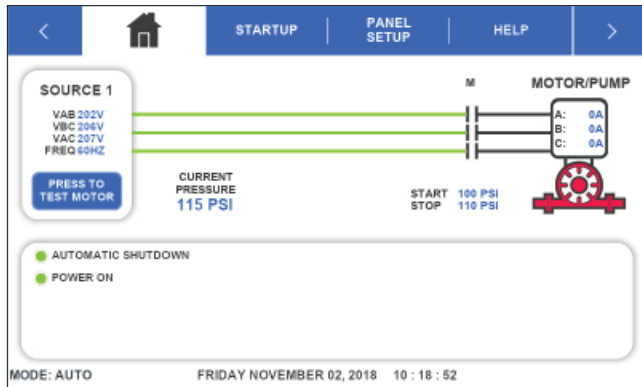 STARTUP
PANEL
SETUP
HELP
SOURCE 1
VAB 202V
VBC 206V
VAC 207V
FREQ 60HZ
PRESS TO
TEST MOTOR
CURRENT
PRESSURE
115 PSI
M
START 100 PSI
STOP 110 PSI
MOTOR/PUMP
A: 0A
B: 0A
C: 0A
AUTOMATIC SHUTDOWN
POWER ON
MODE: AUTO
FRIDAY NOVEMBER 02, 2018 10 : 18 : 52